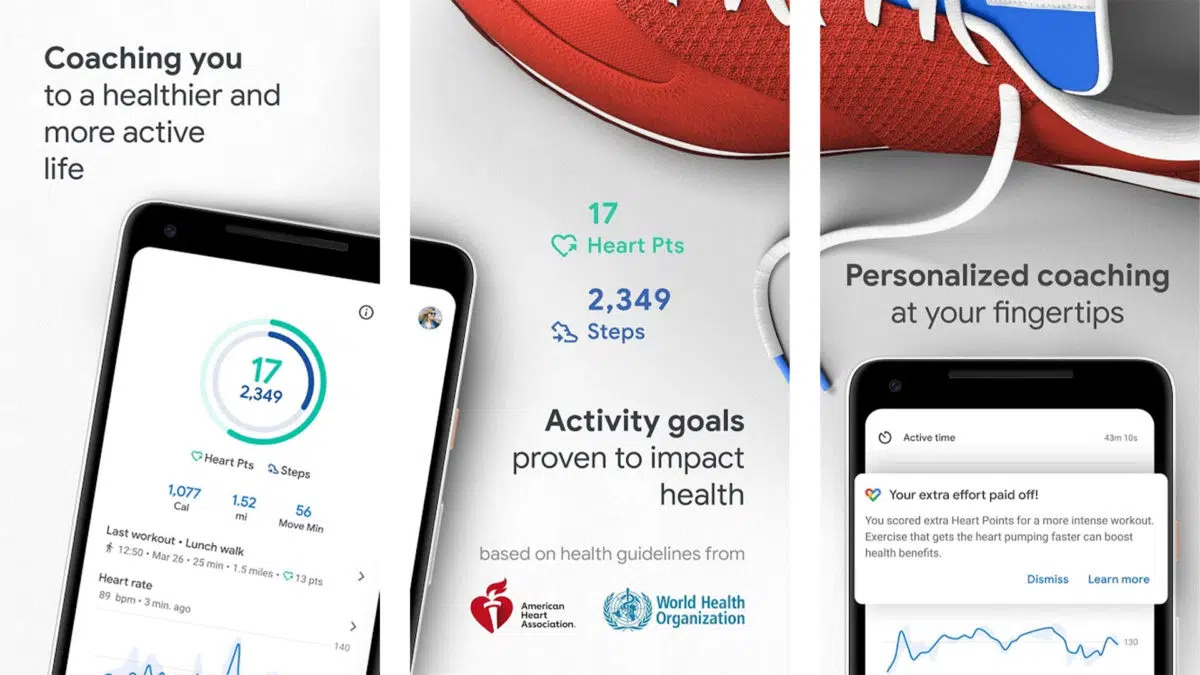 Coaching you
to a healthier and
more active
life
17
2,349
Heart Pts
Steps
1,077
Cal
1.52
mi
56
Move Min
Last workout • Lunch walk
12:50 • Mar 26 • 25 min • 1.5 miles • 13 pts
Heart rate
89 bpm • 3 min. ago
140
17
Heart Pts
2,349
Steps
Activity goals
proven to impact
health
based on health guidelines from
American
Heart
Association.
World Health
Organization
Personalized coaching
at your fingertips
Active time
43m 10s
Your extra effort paid off!
You scored extra Heart Points for a more intense workout.
Exercise that gets the heart pumping faster can boost
health benefits.
Dismiss
Learn more
130